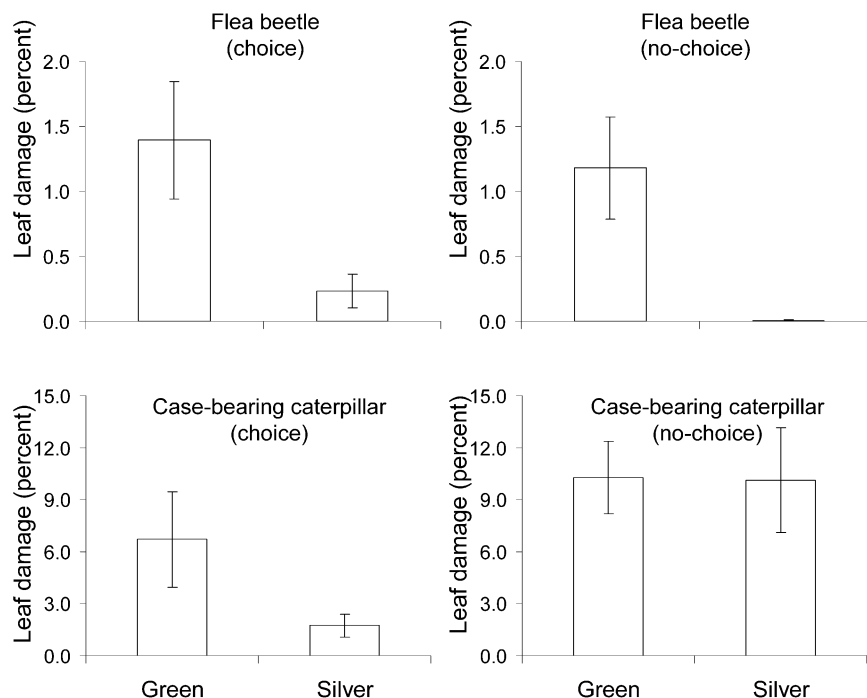 Flea beetle
(choice)
Leaf damage (percent)
2.0
1.5
1.0
0.5
0.0
Flea beetle
(no-choice)
Leaf damage (percent)
2.0
1.5
1.0
0.5
0.0
Case-bearing caterpillar
(choice)
Leaf damage (percent)
15.0
12.0
9.0
6.0
3.0
0.0
Green
Silver
Case-bearing caterpillar
(no-choice)
Leaf damage (percent)
15.0
12.0
9.0
6.0
3.0
0.0
Green
Silver